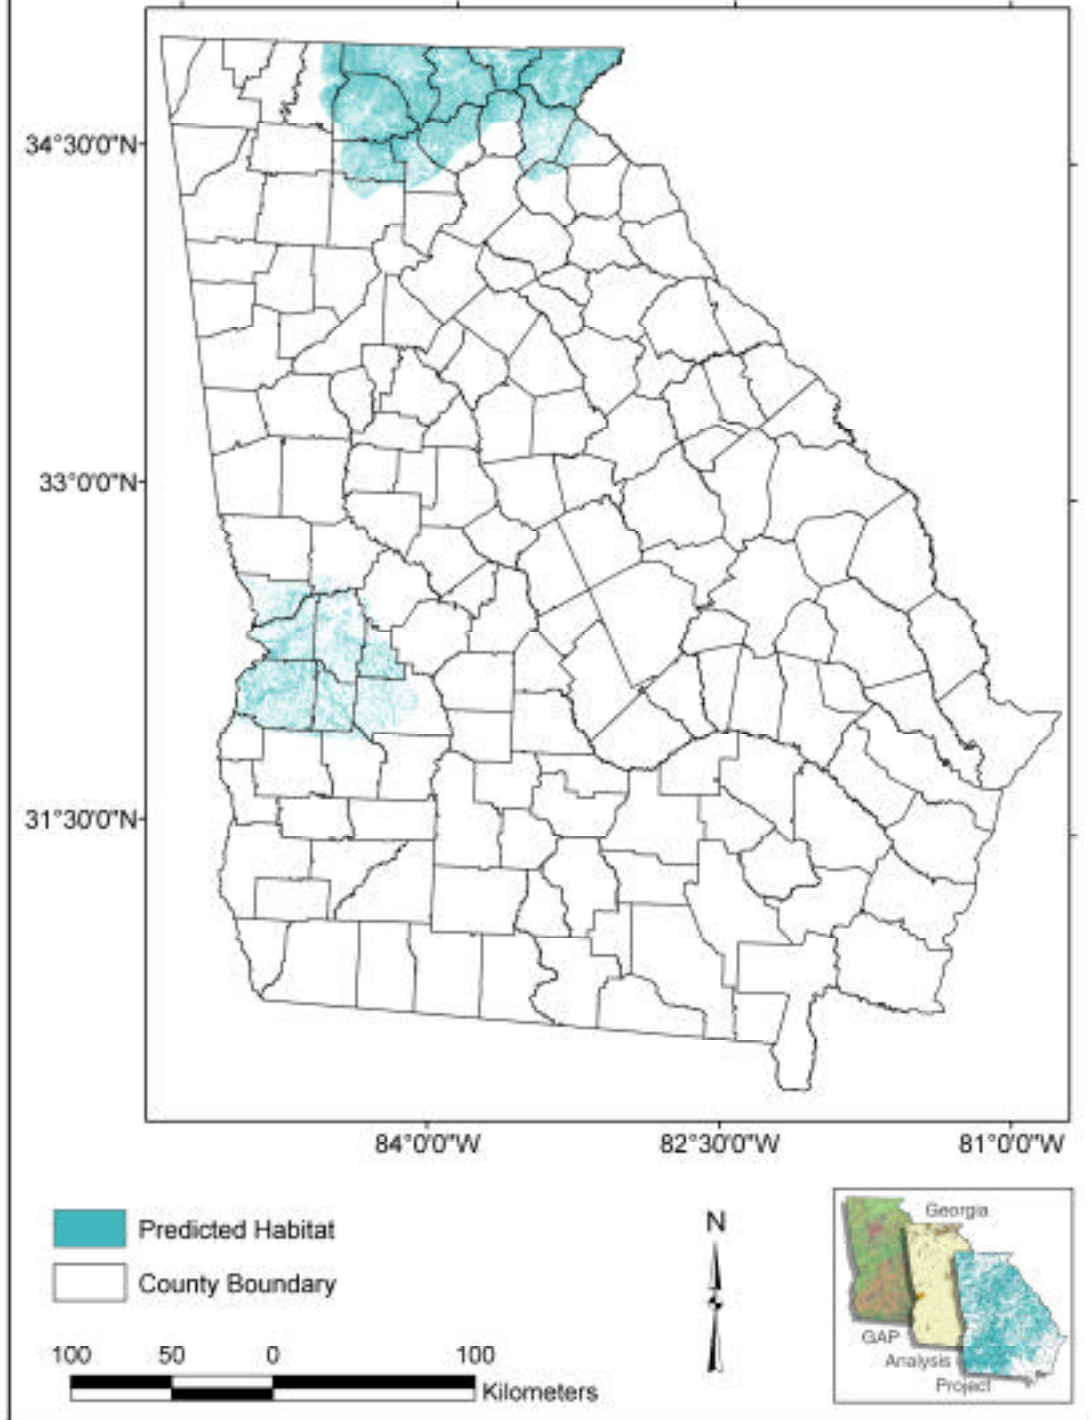 34°30'0"N
33°0'0"N
31°30'0"N
84°0'0"W 82°30'0"W 81°0'0"W
Predicted Habitat
County Boundary
N
100 50 0 100
Kilometers
Georgia
GAP
Analysis
Project